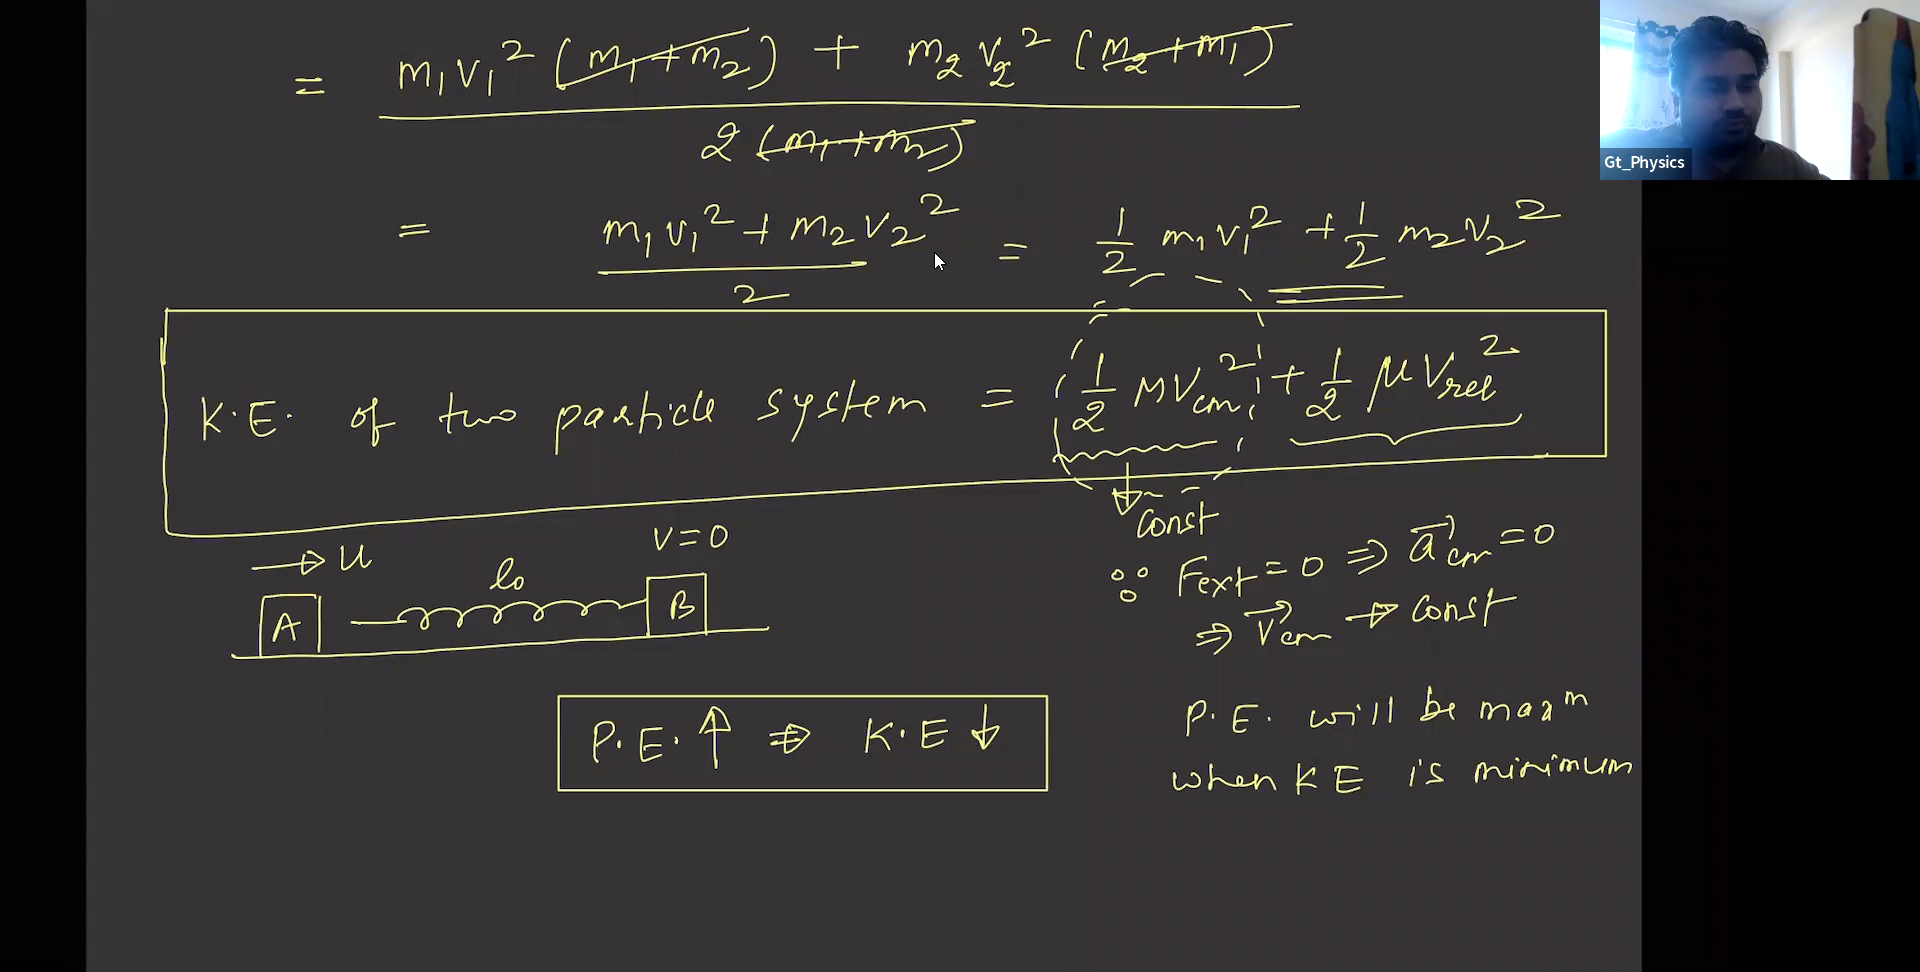 = m₁v₁² (m₁+m₂) + m₂v₂² (m₂+m₁)
2 (m₁+m₂)
Gt_Physics
= m₁v₁² + m₂v₂² = 1/2 m₁v₁² + 1/2 m₂v₂²
2
K.E. of two particle system = 1/2 MVcm² + 1/2 μVrel²
Const
→ u l₀ v=0
A B
∵ Fext = 0 ⇒ a⃗cm = 0
⇒ V⃗cm → const
P.E. ↑ ⇒ K.E ↓
P.E. will be maxᵐ
when KE is minimum